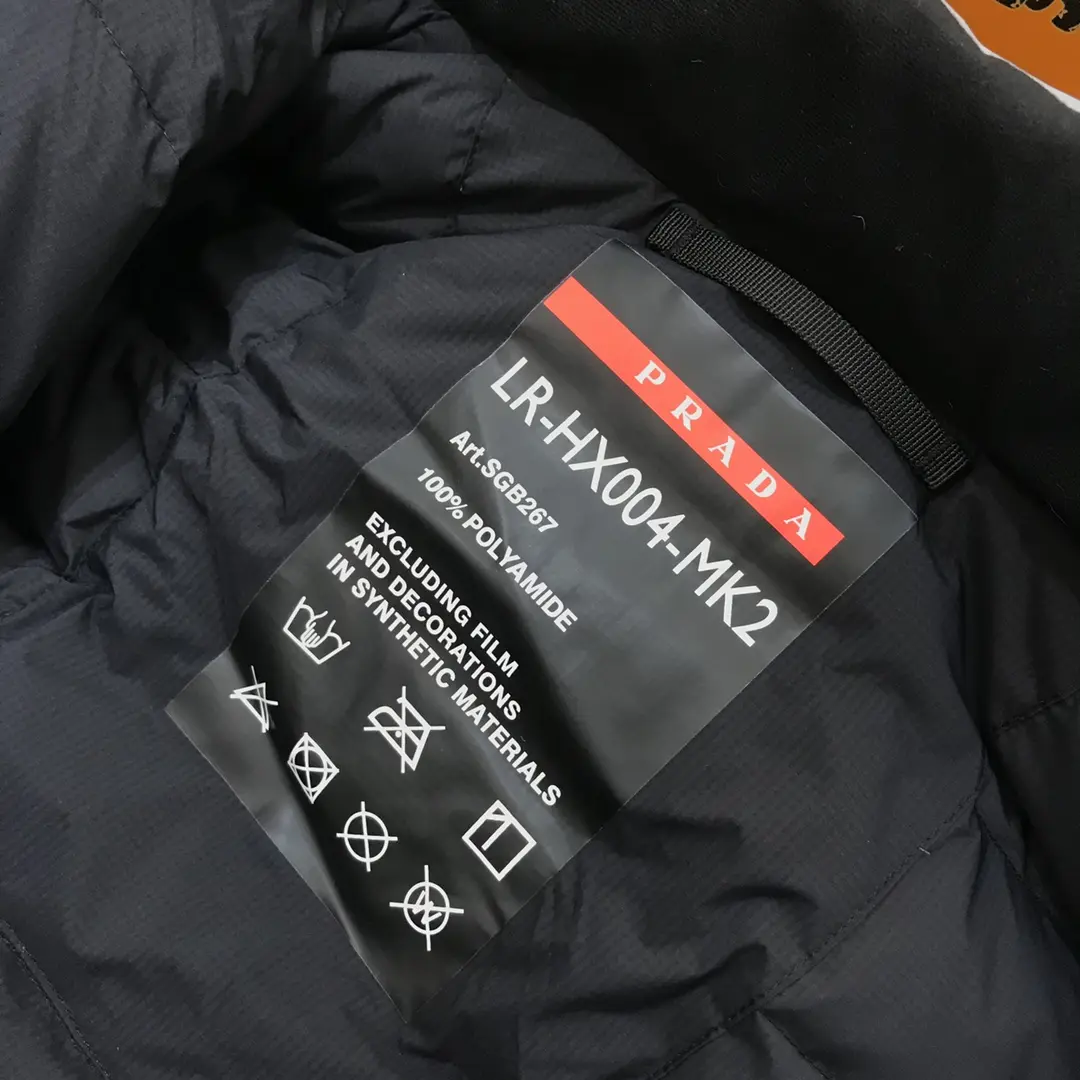 PRADA
LR-HX004-MK2
Art.SGB267
100% POLYAMIDE
EXCLUDING FILM
AND DECORATIONS
IN SYNTHETIC MATERIALS